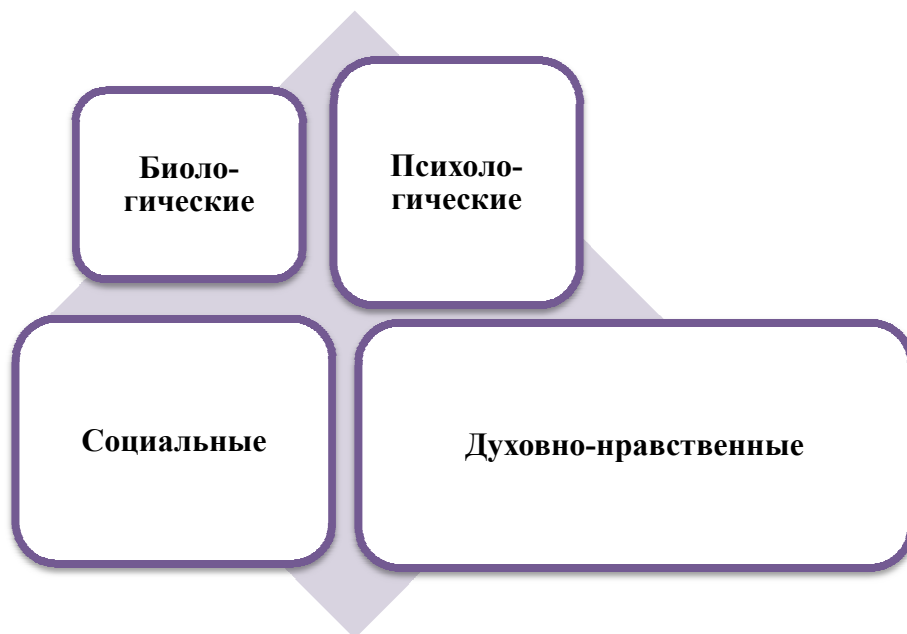 Биоло-
гические
Психоло-
гические
Социальные
Духовно-нравственные